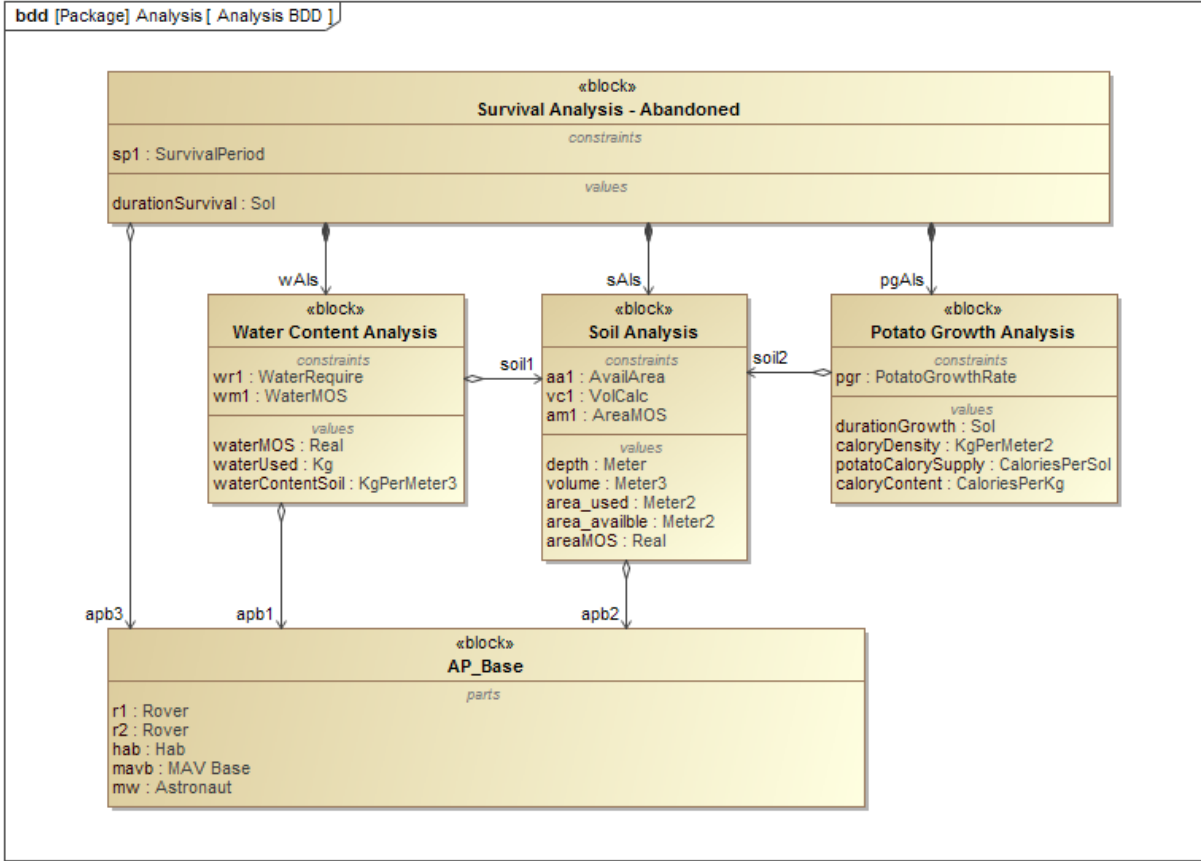 bdd [Package] Analysis [ Analysis BDD ]
«block»
Survival Analysis - Abandoned
constraints
sp1 : SurvivalPeriod
values
durationSurvival : Sol
wAls
sAls
pgAls
«block»
Water Content Analysis
constraints
wr1 : WaterRequire
wm1 : WaterMOS
values
waterMOS : Real
waterUsed : Kg
waterContentSoil : KgPerMeter3
soil1
«block»
Soil Analysis
constraints
aa1 : AvailArea
vc1 : VolCalc
am1 : AreaMOS
values
depth : Meter
volume : Meter3
area_used : Meter2
area_availble : Meter2
areaMOS : Real
soil2
«block»
Potato Growth Analysis
constraints
pgr : PotatoGrowthRate
values
durationGrowth : Sol
caloryDensity : KgPerMeter2
potatoCalorySupply : CaloriesPerSol
caloryContent : CaloriesPerKg
apb3
apb1
apb2
«block»
AP_Base
parts
r1 : Rover
r2 : Rover
hab : Hab
mavb : MAV Base
mw : Astronaut